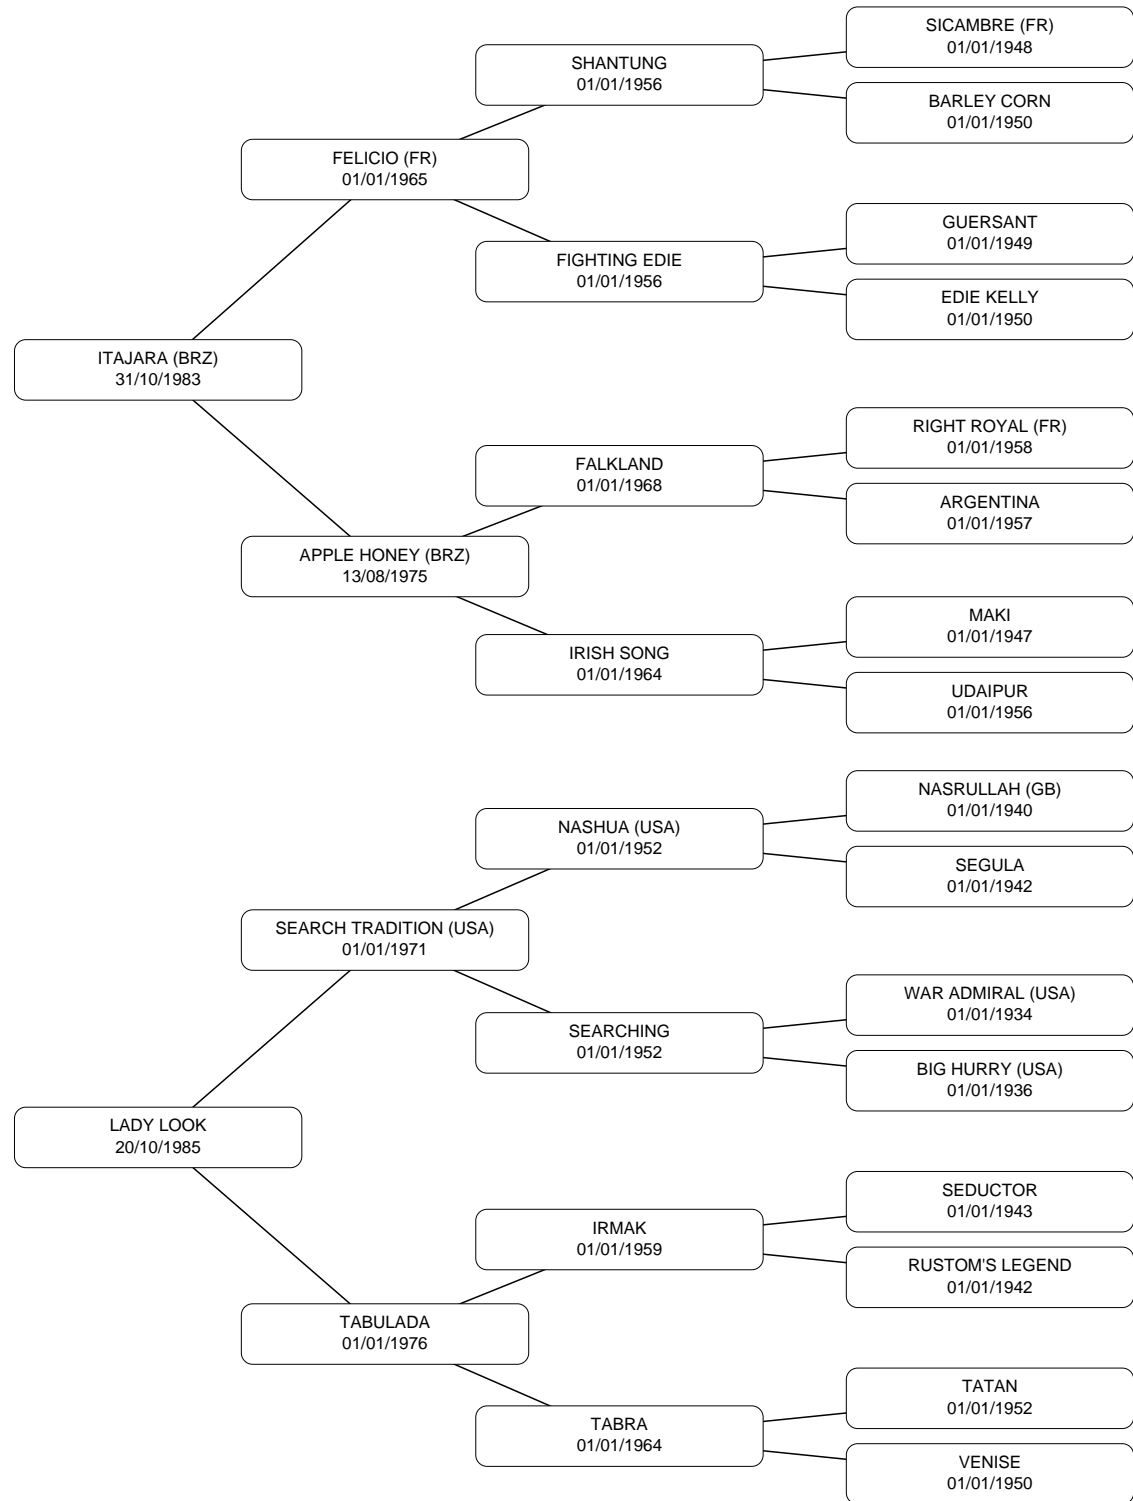 SICAMBRE (FR)
01/01/1948
SHANTUNG
01/01/1956
BARLEY CORN
01/01/1950
FELICIO (FR)
01/01/1965
GUERSANT
01/01/1949
FIGHTING EDIE
01/01/1956
EDIE KELLY
01/01/1950
ITAJARA (BRZ)
31/10/1983
RIGHT ROYAL (FR)
01/01/1958
FALKLAND
01/01/1968
ARGENTINA
01/01/1957
APPLE HONEY (BRZ)
13/08/1975
MAKI
01/01/1947
IRISH SONG
01/01/1964
UDAIPUR
01/01/1956
NASRULLAH (GB)
01/01/1940
NASHUA (USA)
01/01/1952
SEGULA
01/01/1942
SEARCH TRADITION (USA)
01/01/1971
WAR ADMIRAL (USA)
01/01/1934
SEARCHING
01/01/1952
BIG HURRY (USA)
01/01/1936
LADY LOOK
20/10/1985
SEDUCTOR
01/01/1943
IRMAK
01/01/1959
RUSTOM'S LEGEND
01/01/1942
TABULADA
01/01/1976
TATAN
01/01/1952
TABRA
01/01/1964
VENISE
01/01/1950